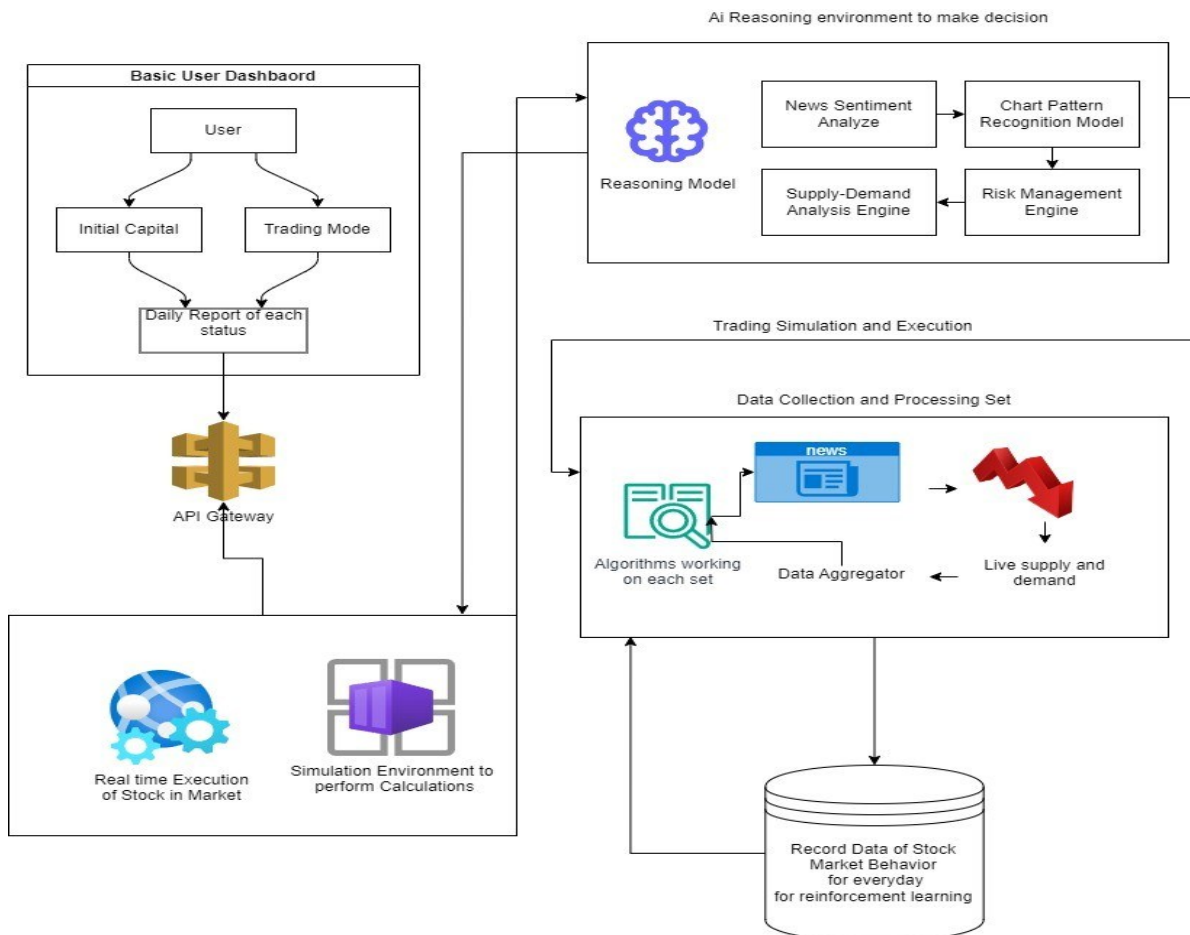 Ai Reasoning environment to make decision
Basic User Dashbaord
User
Initial Capital
Trading Mode
Daily Report of each
status
API Gateway
Reasoning Model
News Sentiment
Analyze
Chart Pattern
Recognition Model
Supply-Demand
Analysis Engine
Risk Management
Engine
Trading Simulation and Execution
Data Collection and Processing Set
news
Algorithms working
on each set
Data Aggregator
Live supply and
demand
Real time Execution
of Stock in Market
Simulation Environment to
perform Calculations
Record Data of Stock
Market Behavior
for everyday
for reinforcement learning